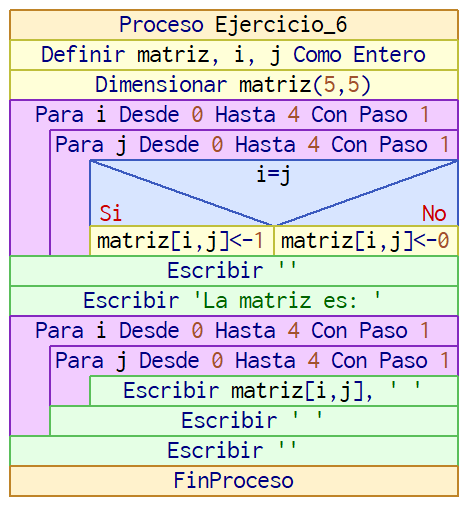 Proceso Ejercicio_6
Definir matriz, i, j Como Entero
Dimensionar matriz(5,5)
Para i Desde 0 Hasta 4 Con Paso 1
Para j Desde 0 Hasta 4 Con Paso 1
i=j
Si No
matriz[i,j]<-1 matriz[i,j]<-0
Escribir ''
Escribir 'La matriz es: '
Para i Desde 0 Hasta 4 Con Paso 1
Para j Desde 0 Hasta 4 Con Paso 1
Escribir matriz[i,j], ' '
Escribir ' '
Escribir ''
FinProceso